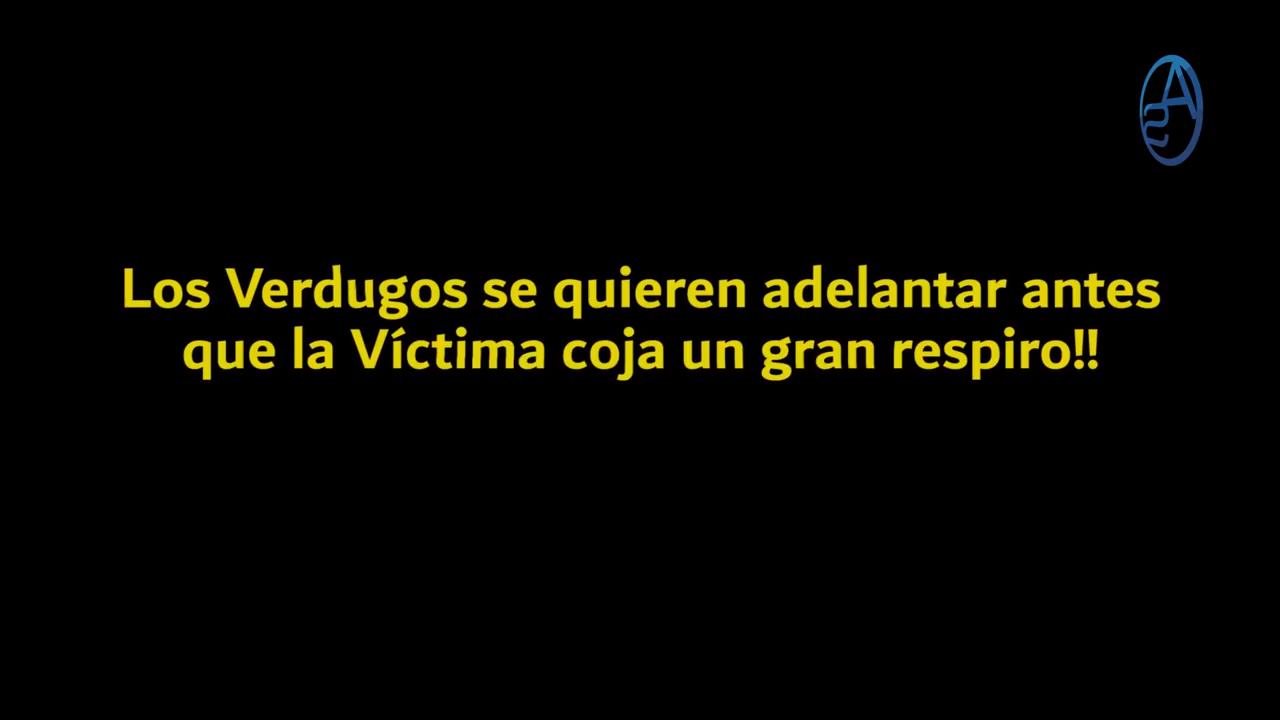 Los Verdugos se quieren adelantar antes
que la Víctima coja un gran respiro!!